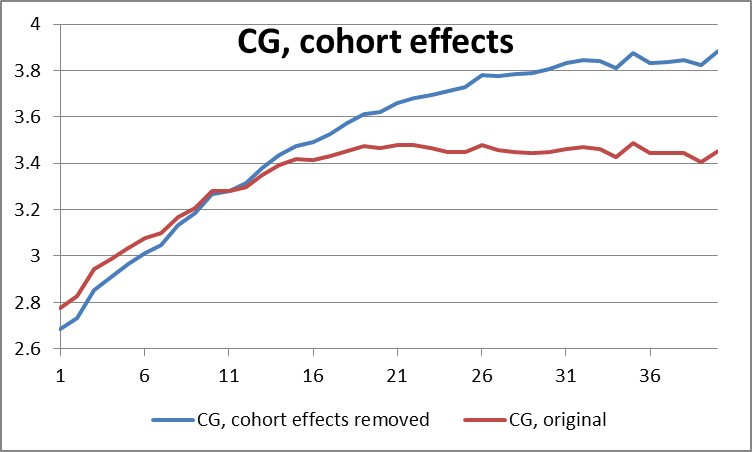 CG, cohort effects
4
3.8
3.6
3.4
3.2
3
2.8
2.6
1 6 11 16 21 26 31 36
CG, cohort effects removed CG, original